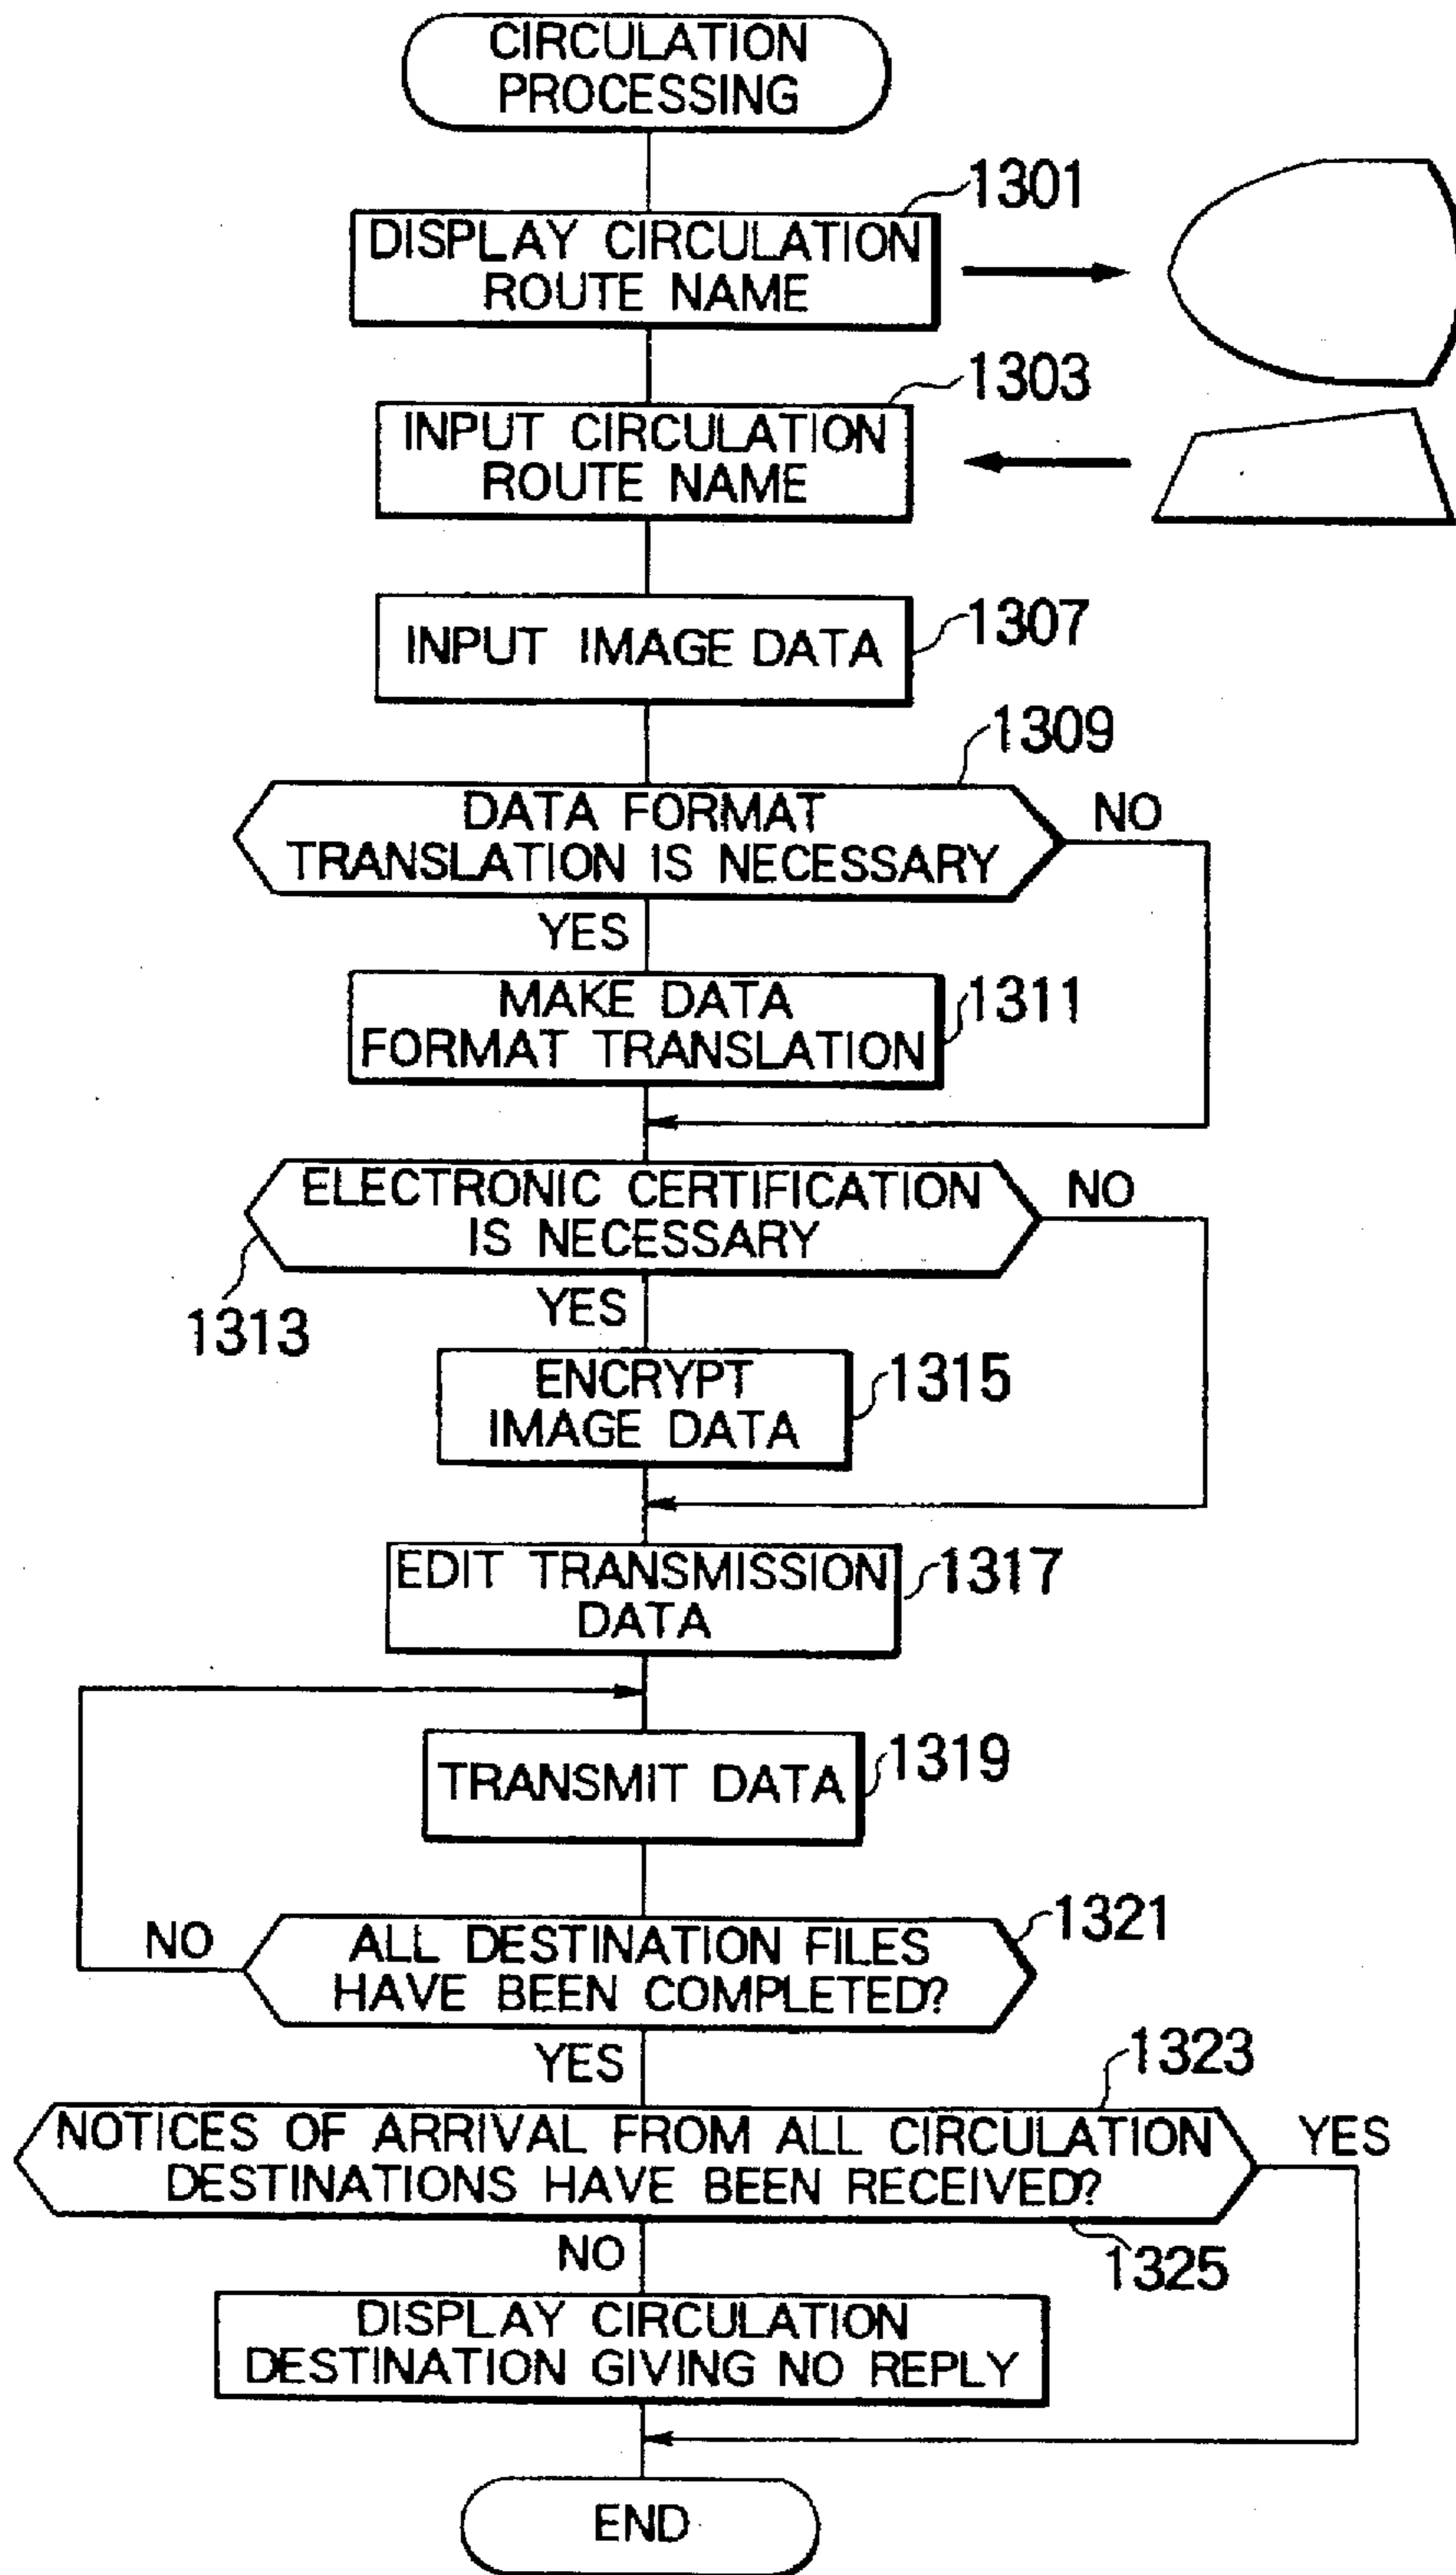 CIRCULATION
PROCESSING
1301
DISPLAY CIRCULATION
ROUTE NAME
1303
INPUT CIRCULATION
ROUTE NAME
1307
INPUT IMAGE DATA
1309
DATA FORMAT
TRANSLATION IS NECESSARY
NO
YES
MAKE DATA
FORMAT TRANSLATION
1311
ELECTRONIC CERTIFICATION
IS NECESSARY
NO
1313
YES
ENCRYPT
IMAGE DATA
1315
EDIT TRANSMISSION
DATA
1317
TRANSMIT DATA
1319
1321
NO
ALL DESTINATION FILES
HAVE BEEN COMPLETED?
YES
1323
NOTICES OF ARRIVAL FROM ALL CIRCULATION
DESTINATIONS HAVE BEEN RECEIVED?
YES
NO
1325
DISPLAY CIRCULATION
DESTINATION GIVING NO REPLY
END